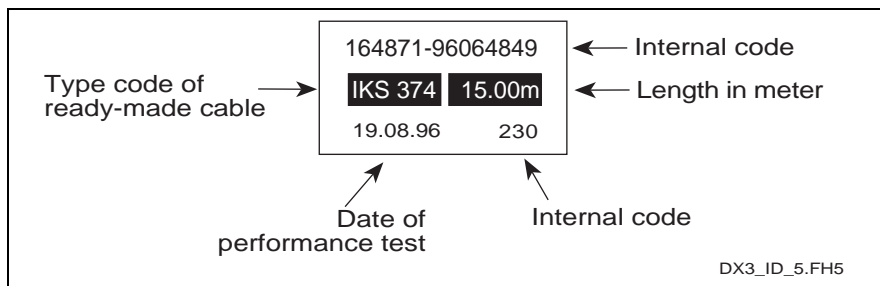 164871-96064849
Internal code
Type code of
ready-made cable
IKS 374 15.00m
Length in meter
19.08.96 230
Date of
performance test
Internal code
DX3_ID_5.FH5